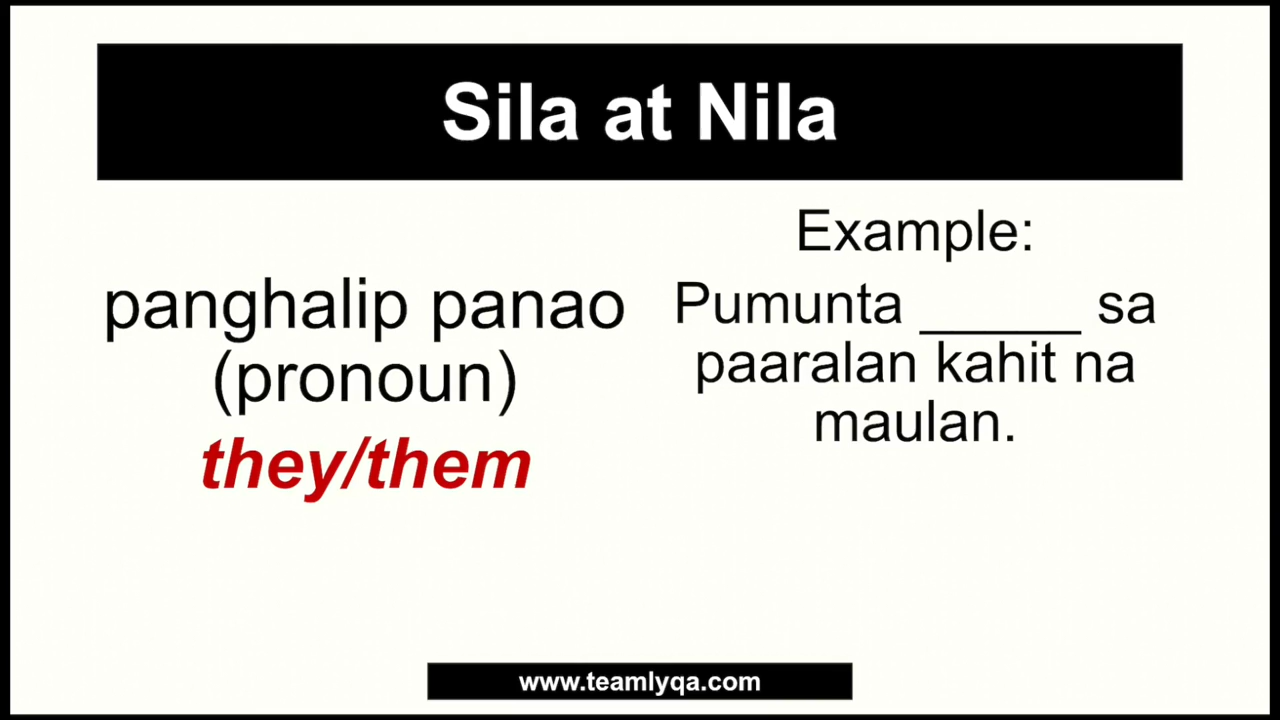 Sila at Nila
panghalip panao
(pronoun)
they/them
Example:
Pumunta _____ sa
paaralan kahit na
maulan.
www.teamlyqa.com